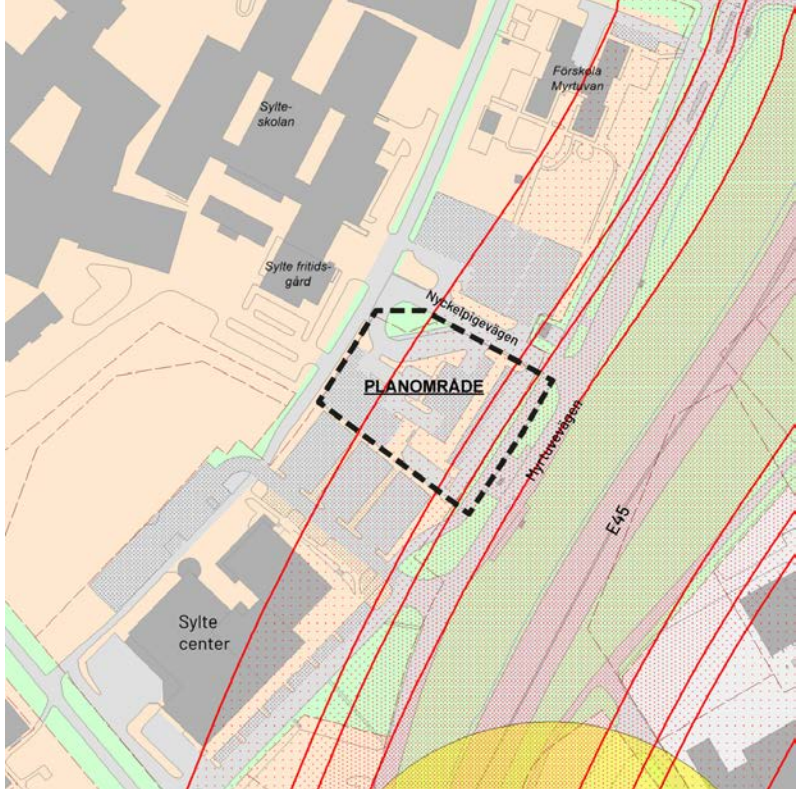 Förskola
Myrtuvan
Sylte-
skolan
Sylte fritids-
gård
Nyckelpigevägen
PLANOMRÅDE
Myrtuvevägen
E45
Sylte
center